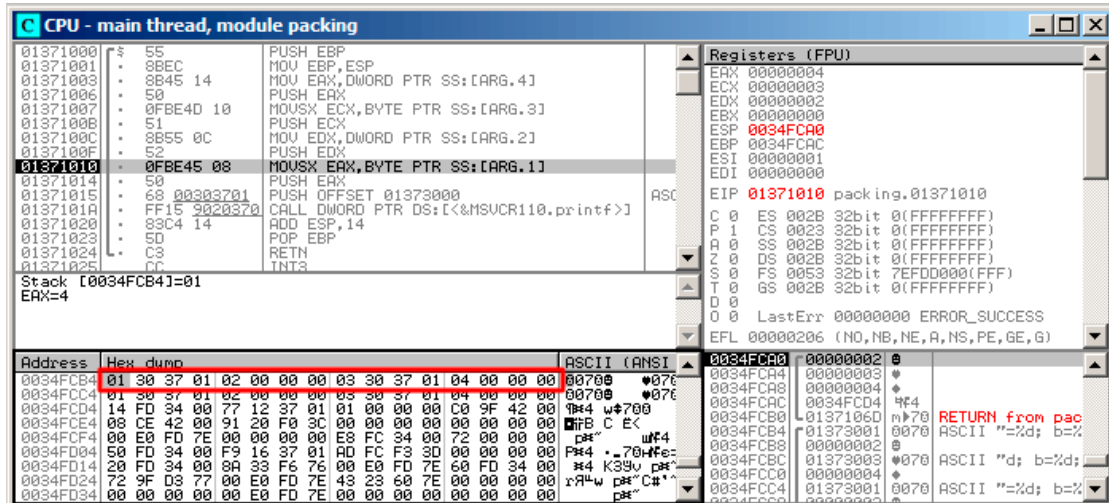 CPU - main thread, module packing
01371000 55 PUSH EBP
01371001 8BEC MOV EBP,ESP
01371003 8B45 14 MOV EAX,DWORD PTR SS:[ARG.4]
01371006 50 PUSH EAX
01371007 0FBE4D 10 MOVSX ECX,BYTE PTR SS:[ARG.3]
0137100B 51 PUSH ECX
0137100C 8B55 0C MOV EDX,DWORD PTR SS:[ARG.2]
0137100F 52 PUSH EDX
01371010 0FBE45 08 MOVSX EAX,BYTE PTR SS:[ARG.1]
01371014 50 PUSH EAX
01371015 68 00303701 PUSH OFFSET 01373000 ASC
0137101A FF15 9020370 CALL DWORD PTR DS:[<&MSVCR110.printf>]
01371020 83C4 14 ADD ESP,14
01371023 5D POP EBP
01371024 C3 RETN
01371025 CC INT3
Stack [0034FCB4]=01
EAX=4
Registers (FPU)
EAX 00000004
ECX 00000003
EDX 00000002
EBX 00000000
ESP 0034FCA0
EBP 0034FCAC
ESI 00000001
EDI 00000000
EIP 01371010 packing.01371010
C 0 ES 002B 32bit 0(FFFFFFFF)
P 1 CS 0023 32bit 0(FFFFFFFF)
A 0 SS 002B 32bit 0(FFFFFFFF)
Z 0 DS 002B 32bit 0(FFFFFFFF)
S 0 FS 0053 32bit 7EFDD000(FFF)
T 0 GS 002B 32bit 0(FFFFFFFF)
D 0
O 0 LastErr 00000000 ERROR_SUCCESS
EFL 00000206 (NO,NB,NE,A,NS,PE,GE,G)
Address Hex dump ASCII (ANSI
0034FCB4 01 30 37 01 02 00 00 00 03 30 37 01 04 00 00 00
0034FCC4 01 30 37 01 02 00 00 00 03 30 37 01 04 00 00 00
0034FCD4 14 FD 34 00 77 12 37 01 01 00 00 00 C0 9F 42 00
0034FCE4 08 CE 42 00 91 20 F0 3C 00 00 00 00 00 00 00 00
0034FCF4 00 E0 FD 7E 00 00 00 00 E8 FC 34 00 72 00 00 00
0034FD04 50 FD 34 00 F9 16 37 01 AD FC F3 3D 00 00 00 00
0034FD14 20 FD 34 00 8A 33 F6 76 00 E0 FD 7E 60 FD 34 00
0034FD24 72 9F D3 77 00 E0 FD 7E 43 23 60 7E 00 00 00 00
0034FD34 00 00 00 00 00 E0 FD 7E 00 00 00 00 00 00 00 00
0034FCA0 00000002
0034FCA4 00000003
0034FCA8 00000004
0034FCAC 0034FCD4
0034FCB0 0137106D RETURN from pac
0034FCB4 01373001 ASCII "=%d; b=%
0034FCB8 00000002
0034FCBC 01373003 ASCII "d; b=%d;
0034FCC0 00000004
0034FCC4 01373001 ASCII "=%d; b=%